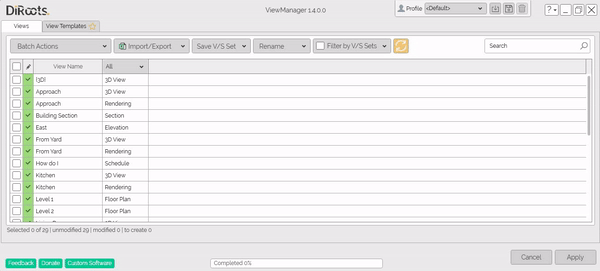 DiRoots.
ViewManager 1.4.0.0
Profile <Default>
?
Views
View Templates
Batch Actions
Import/Export
Save V/S Set
Rename
Filter by V/S Sets
Search
View Name All
{3D} 3D View
Approach 3D View
Approach Rendering
Building Section Section
East Elevation
From Yard 3D View
From Yard Rendering
How do I Schedule
Kitchen 3D View
Kitchen Rendering
Level 1 Floor Plan
Level 2 Floor Plan
Selected 0 of 29 | unmodified 29 | modified 0 | to create 0
Cancel
Apply
Feedback
Donate
Custom Software
Completed 0%